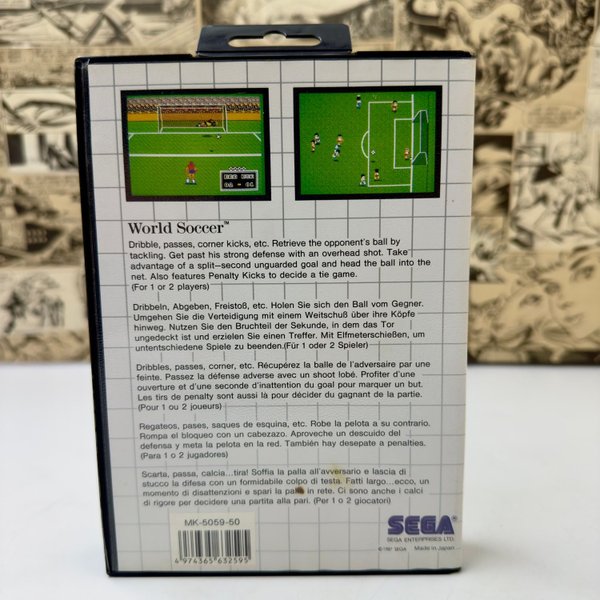 02 - 01
World Soccer™
Dribble, passes, corner kicks, etc. Retrieve the opponent's ball by
tackling. Get past his strong defense with an overhead shot. Take
advantage of a split-second unguarded goal and head the ball into the
net. Also features Penalty Kicks to decide a tie game.
(For 1 or 2 players)
Dribbeln, Abgeben, Freistoß, etc. Holen Sie sich den Ball vom Gegner.
Umgehen Sie die Verteidigung mit einem Weitschuß über ihre Köpfe
hinweg. Nutzen Sie den Bruchteil der Sekunde, in dem das Tor
ungedeckt ist und erzielen Sie einen Treffer. Mit Elfmeterschießen, um
untentschiedene Spiele zu beenden.(Für 1 oder 2 Spieler)
Dribbles, passes, corner, etc. Récupérez la balle de l'adversaire par une
feinte. Passez la défense adverse avec un shoot lobé. Profiter d'une
ouverture et d'une seconde d'inattention du goal pour marquer un but.
Les tirs de penalty sont aussi là pour décider du gagnant de la partie.
(Pour 1 ou 2 joueurs)
Regateos, pases, saques de esquina, etc. Robe la pelota a su contrario.
Rompa el bloqueo con un cabezazo. Aproveche un descuido del
defensa y meta la pelota en la red. También hay desepate a penalties.
(Para 1 o 2 jugadores)
Scarta, passa, calcia...tira! Soffia la palla all'avversario e lascia di
stucco la difesa con un formidabile colpo di testa. Fatti largo...ecco, un
momento di disattenzioni e spari la palla in rete. Ci sono anche i calci
di rigore per decidere una partita alla pari. (Per 1 o 2 giocatori)
MK-5059-50
4 974365 632595
SEGA®
SEGA ENTERPRISES LTD.
©1987 SEGA Made in Japan